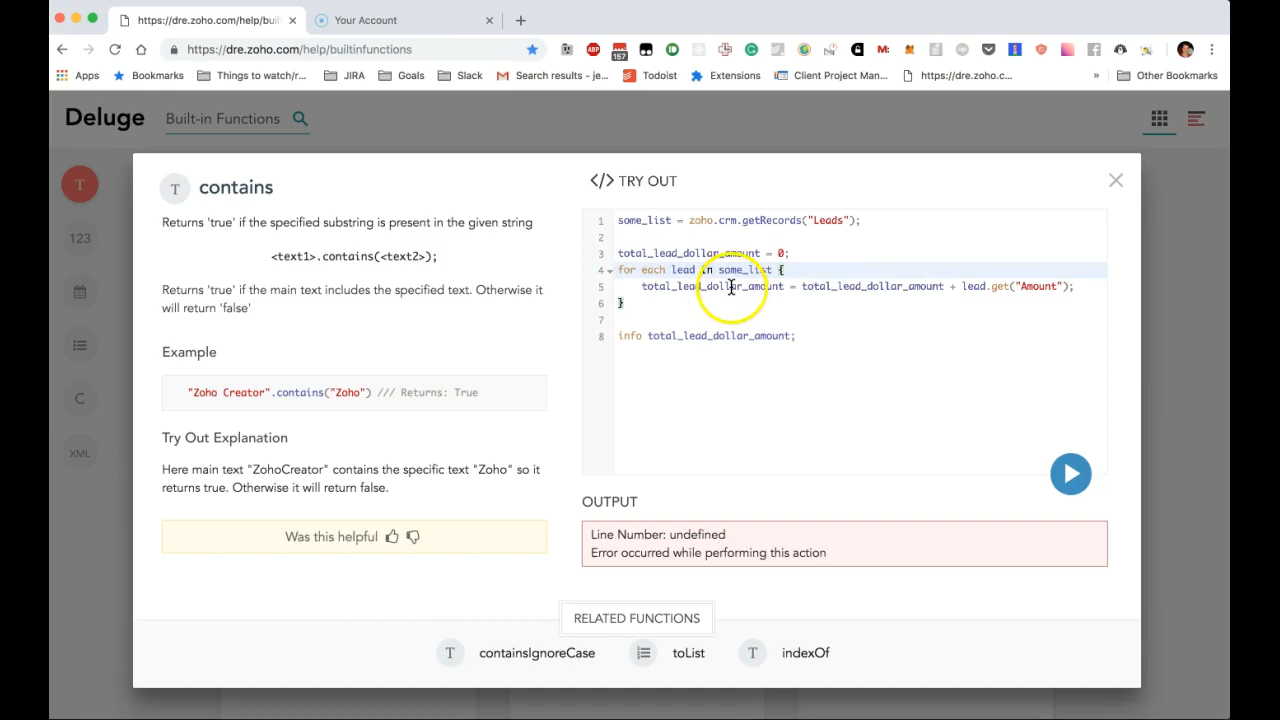 https://dre.zoho.com/help/buil
Your Account
https://dre.zoho.com/help/builtinfunctions
ABP
157
M:
Apps
Bookmarks
Things to watch/r...
JIRA
Goals
Slack
Search results - je...
Todoist
Extensions
Client Project Man...
https://dre.zoho.c...
»
Other Bookmarks
Deluge
Built-in Functions
T
123
C
XML
T
contains
Returns 'true' if the specified substring is present in the given string
<text1>.contains(<text2>);
Returns 'true' if the main text includes the specified text. Otherwise it
will return 'false'
Example
"Zoho Creator".contains("Zoho") /// Returns: True
Try Out Explanation
Here main text "ZohoCreator" contains the specific text "Zoho" so it
returns true. Otherwise it will return false.
Was this helpful
</> TRY OUT
1 some_list = zoho.crm.getRecords("Leads");
2
3 total_lead_dollar_amount = 0;
4 for each lead in some_list {
5 total_lead_dollar_amount = total_lead_dollar_amount + lead.get("Amount");
6 }
7
8 info total_lead_dollar_amount;
OUTPUT
Line Number: undefined
Error occurred while performing this action
RELATED FUNCTIONS
T containsIgnoreCase
toList
T indexOf